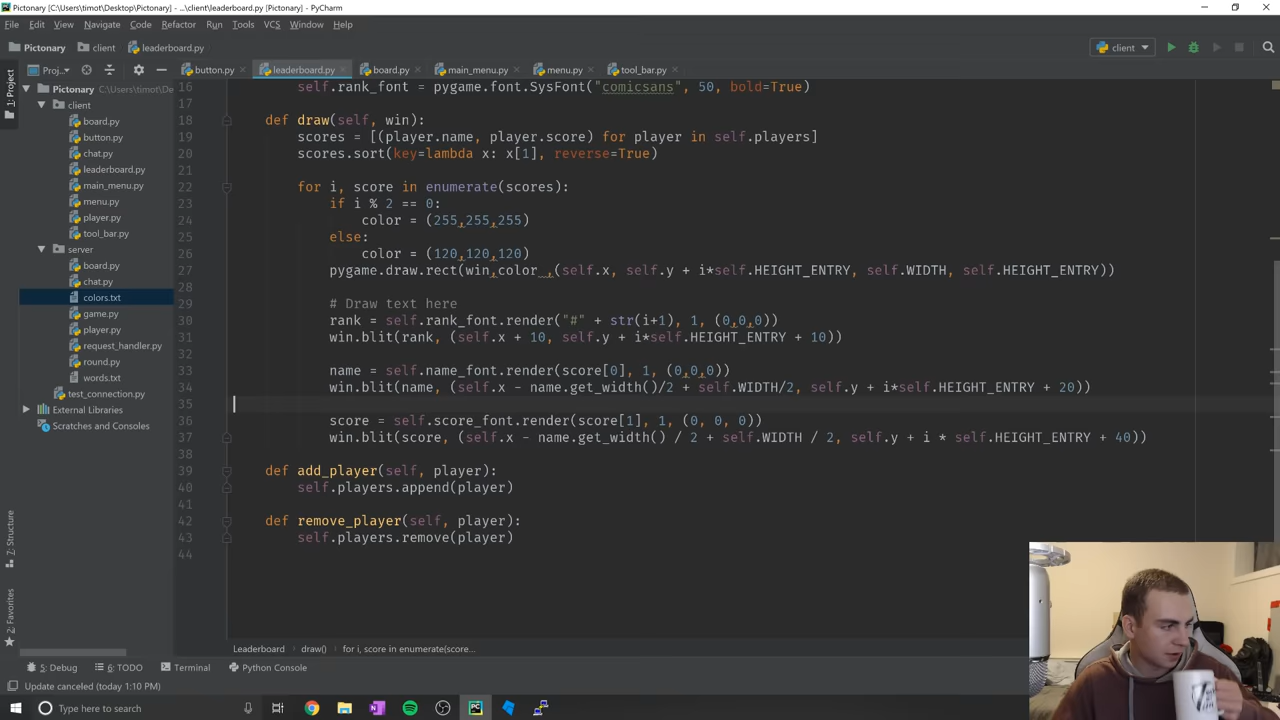 Pictonary [C:\Users\timot\Desktop\Pictonary] - ...\client\leaderboard.py - PyCharm
File Edit View Navigate Code Refactor Run Tools VCS Window Help
Pictonary client leaderboard.py client
Proj... button.py leaderboard.py board.py main_menu.py menu.py tool_bar.py
1: Project
Pictonary C:\Users\timot\De
client
board.py
button.py
chat.py
leaderboard.py
main_menu.py
menu.py
player.py
tool_bar.py
server
board.py
chat.py
colors.txt
game.py
player.py
request_handler.py
round.py
words.txt
test_connection.py
External Libraries
Scratches and Consoles
7: Structure
2: Favorites
16 self.rank_font = pygame.font.SysFont("comicsans", 50, bold=True)
17
18 def draw(self, win):
19 scores = [(player.name, player.score) for player in self.players]
20 scores.sort(key=lambda x: x[1], reverse=True)
21
22 for i, score in enumerate(scores):
23 if i % 2 == 0:
24 color = (255,255,255)
25 else:
26 color = (120,120,120)
27 pygame.draw.rect(win,color ,(self.x, self.y + i*self.HEIGHT_ENTRY, self.WIDTH, self.HEIGHT_ENTRY))
28
29 # Draw text here
30 rank = self.rank_font.render("#" + str(i+1), 1, (0,0,0))
31 win.blit(rank, (self.x + 10, self.y + i*self.HEIGHT_ENTRY + 10))
32
33 name = self.name_font.render(score[0], 1, (0,0,0))
34 win.blit(name, (self.x - name.get_width()/2 + self.WIDTH/2, self.y + i*self.HEIGHT_ENTRY + 20))
35
36 score = self.score_font.render(score[1], 1, (0, 0, 0))
37 win.blit(score, (self.x - name.get_width() / 2 + self.WIDTH / 2, self.y + i * self.HEIGHT_ENTRY + 40))
38
39 def add_player(self, player):
40 self.players.append(player)
41
42 def remove_player(self, player):
43 self.players.remove(player)
44
Leaderboard draw() for i, score in enumerate(score...
5: Debug 6: TODO Terminal Python Console
Update canceled (today 1:10 PM)
Type here to search